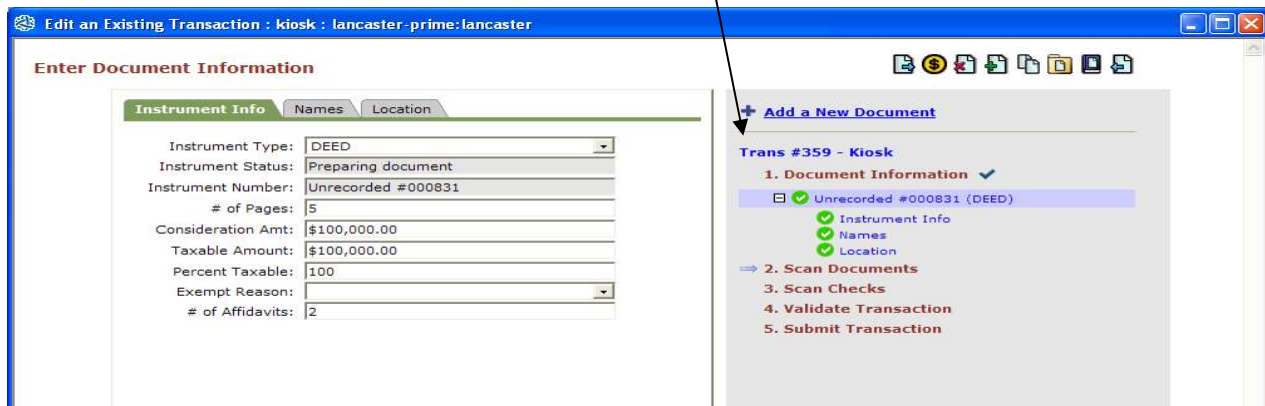 Edit an Existing Transaction : kiosk : lancaster-prime:lancaster
Enter Document Information
Instrument Info Names Location
Instrument Type: DEED
Instrument Status: Preparing document
Instrument Number: Unrecorded #000831
# of Pages: 5
Consideration Amt: $100,000.00
Taxable Amount: $100,000.00
Percent Taxable: 100
Exempt Reason:
# of Affidavits: 2
Add a New Document
Trans #359 - Kiosk
1. Document Information
Unrecorded #000831 (DEED)
Instrument Info
Names
Location
2. Scan Documents
3. Scan Checks
4. Validate Transaction
5. Submit Transaction